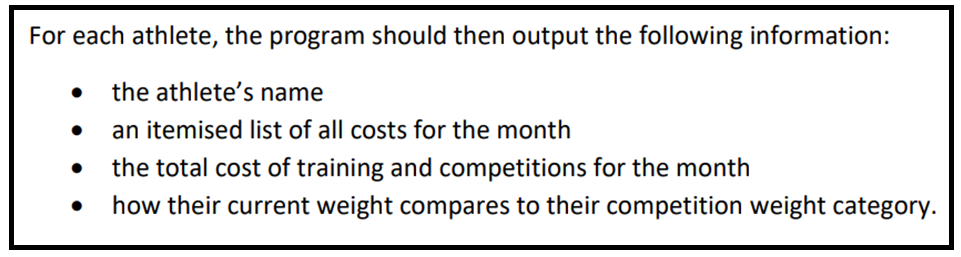 For each athlete, the program should then output the following information:
• the athlete’s name
• an itemised list of all costs for the month
• the total cost of training and competitions for the month
• how their current weight compares to their competition weight category.